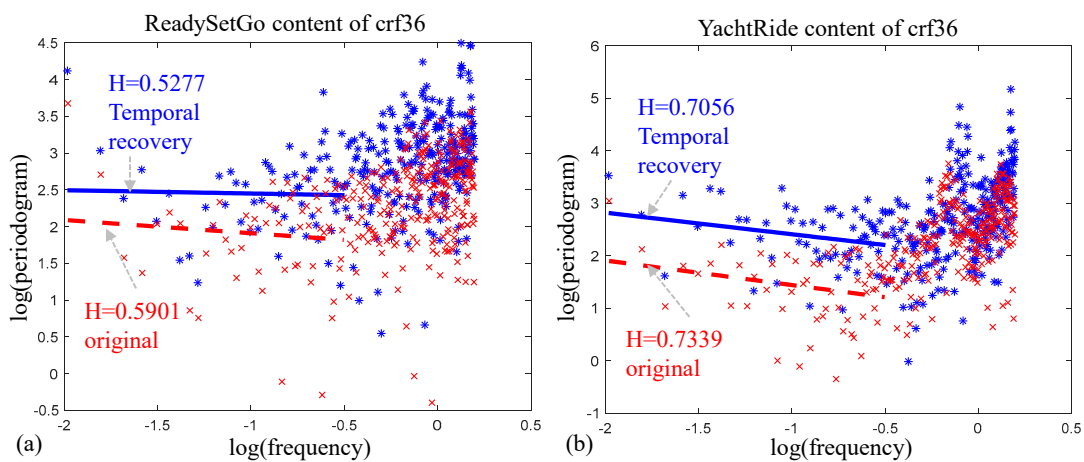 ReadySetGo content of crf36
4.5
4
3.5
3
2.5
2
1.5
1
0.5
0
-0.5
log(periodogram)
H=0.5277
Temporal
recovery
H=0.5901
original
-2
-1.5
-1
-0.5
0
0.5
(a)
log(frequency)
YachtRide content of crf36
6
5
4
3
2
1
0
-1
log(periodogram)
H=0.7056
Temporal
recovery
H=0.7339
original
-2
-1.5
-1
-0.5
0
0.5
(b)
log(frequency)